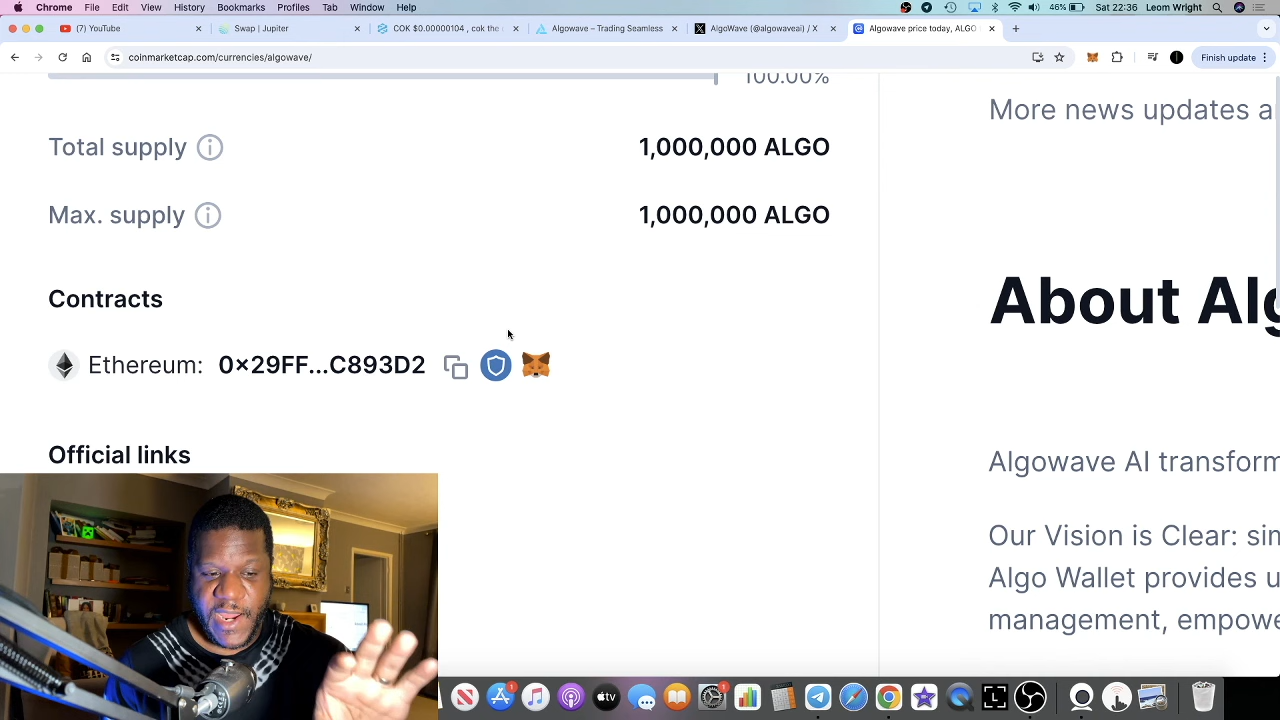 Chrome File Edit View History Bookmarks Profiles Tab Window Help 46% Sat 22:36 Leom Wright
(7) YouTube Swap | Jupiter COK $0.00000104 , cok tho Algowave – Trading Seamless AlgoWave (@algowaveai) / X Algowave price today, ALGO
coinmarketcap.com/currencies/algowave/ Finish update
100.00%
More news updates a
Total supply 1,000,000 ALGO
Max. supply 1,000,000 ALGO
Contracts
About Alg
Ethereum: 0x29FF...C893D2
Official links
Algowave AI transform
Our Vision is Clear: sim
Algo Wallet provides u
management, empowe